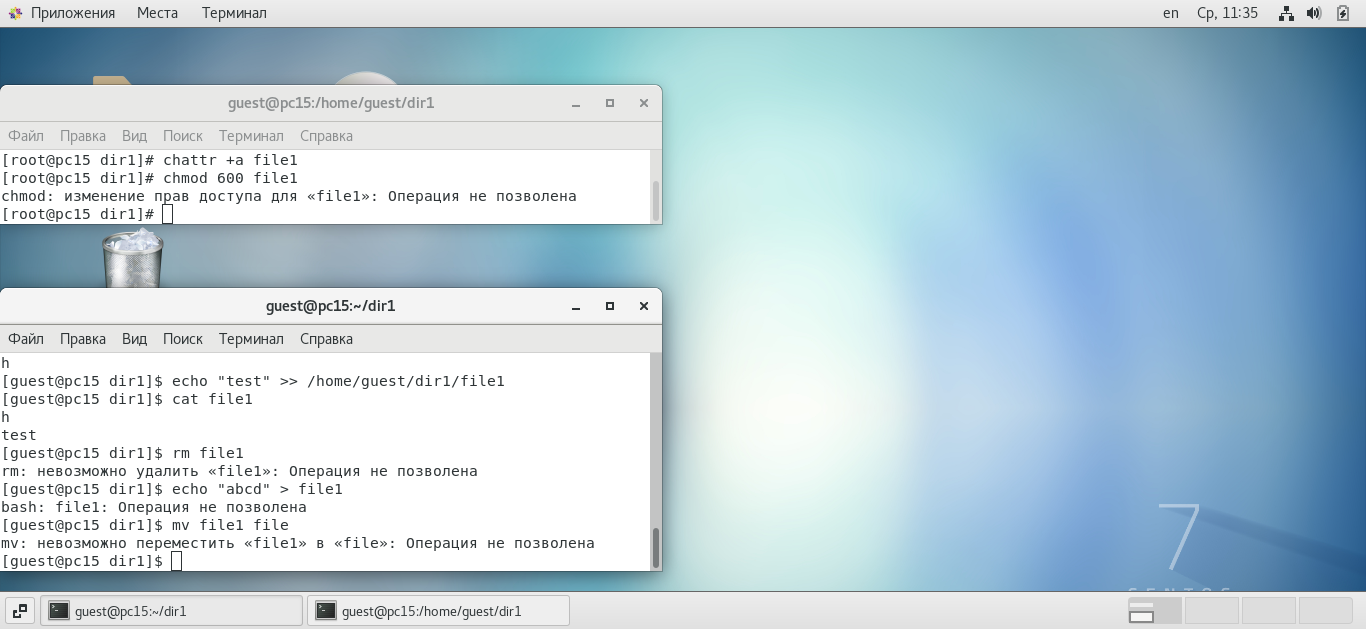 Приложения Места Терминал en Ср, 11:35
guest@pc15:/home/guest/dir1
Файл Правка Вид Поиск Терминал Справка
[root@pc15 dir1]# chattr +a file1
[root@pc15 dir1]# chmod 600 file1
chmod: изменение прав доступа для «file1»: Операция не позволена
[root@pc15 dir1]#
guest@pc15:~/dir1
Файл Правка Вид Поиск Терминал Справка
h
[guest@pc15 dir1]$ echo "test" >> /home/guest/dir1/file1
[guest@pc15 dir1]$ cat file1
h
test
[guest@pc15 dir1]$ rm file1
rm: невозможно удалить «file1»: Операция не позволена
[guest@pc15 dir1]$ echo "abcd" > file1
bash: file1: Операция не позволена
[guest@pc15 dir1]$ mv file1 file
mv: невозможно переместить «file1» в «file»: Операция не позволена
[guest@pc15 dir1]$
7
guest@pc15:~/dir1 guest@pc15:/home/guest/dir1